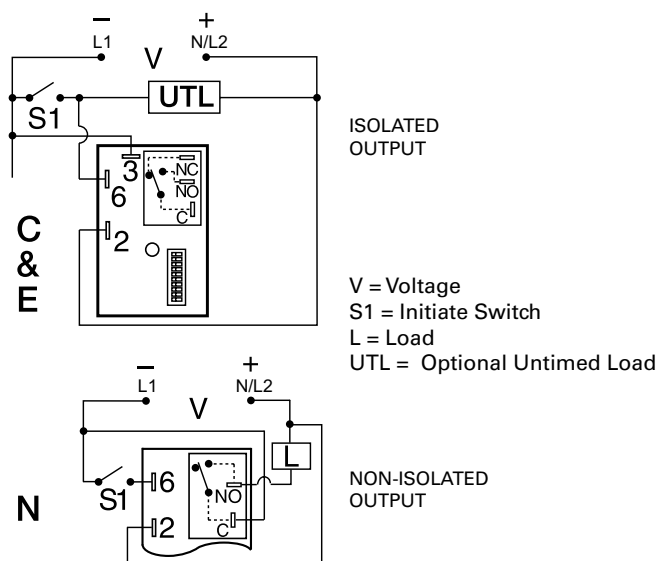 − +
L1 N/L2
V
UTL
S1
ISOLATED
OUTPUT
3
NC
NO
6
C
2
C
&
E
V = Voltage
S1 = Initiate Switch
L = Load
UTL = Optional Untimed Load
− +
L1 N/L2
V
L
6
S1
NO
NON-ISOLATED
OUTPUT
N
2
C